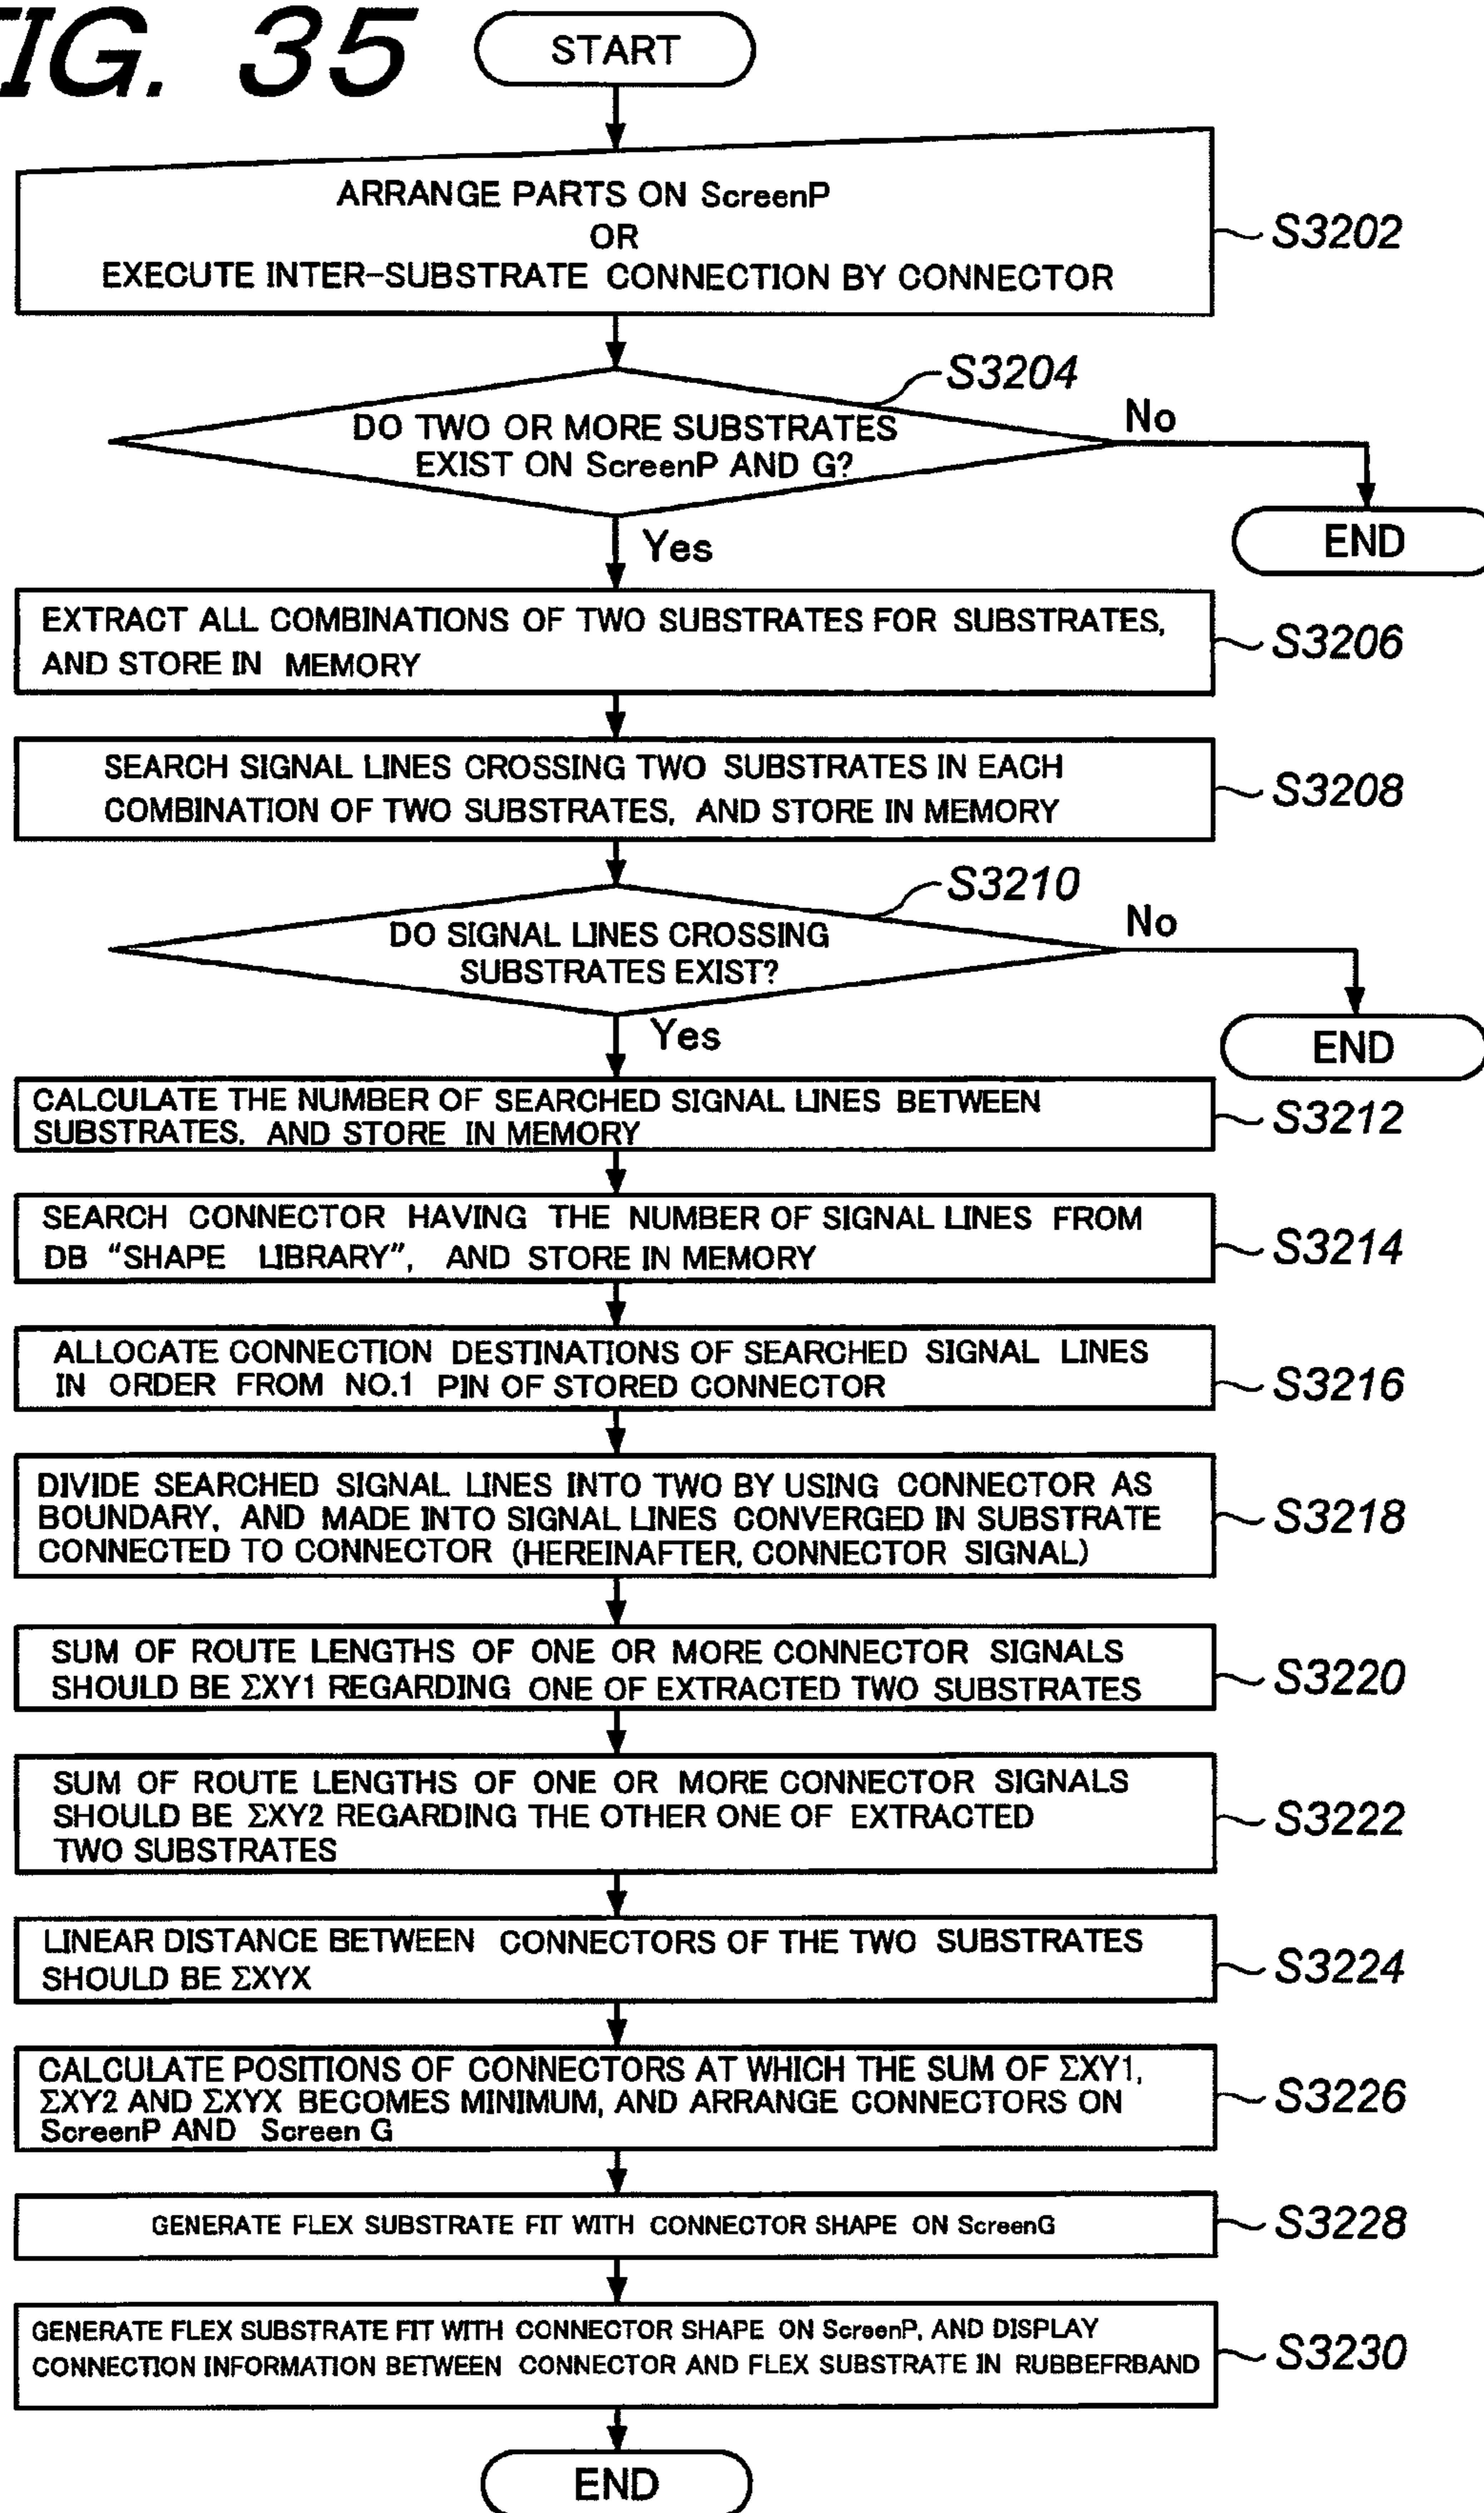 IG. 35
START
ARRANGE PARTS ON ScreenP
OR
EXECUTE INTER-SUBSTRATE CONNECTION BY CONNECTOR
S3202
S3204
DO TWO OR MORE SUBSTRATES
EXIST ON ScreenP AND G?
No
END
Yes
EXTRACT ALL COMBINATIONS OF TWO SUBSTRATES FOR SUBSTRATES,
AND STORE IN MEMORY
S3206
SEARCH SIGNAL LINES CROSSING TWO SUBSTRATES IN EACH
COMBINATION OF TWO SUBSTRATES, AND STORE IN MEMORY
S3208
S3210
DO SIGNAL LINES CROSSING
SUBSTRATES EXIST?
No
END
Yes
CALCULATE THE NUMBER OF SEARCHED SIGNAL LINES BETWEEN
SUBSTRATES, AND STORE IN MEMORY
S3212
SEARCH CONNECTOR HAVING THE NUMBER OF SIGNAL LINES FROM
DB "SHAPE LIBRARY", AND STORE IN MEMORY
S3214
ALLOCATE CONNECTION DESTINATIONS OF SEARCHED SIGNAL LINES
IN ORDER FROM NO.1 PIN OF STORED CONNECTOR
S3216
DIVIDE SEARCHED SIGNAL LINES INTO TWO BY USING CONNECTOR AS
BOUNDARY, AND MADE INTO SIGNAL LINES CONVERGED IN SUBSTRATE
CONNECTED TO CONNECTOR (HEREINAFTER, CONNECTOR SIGNAL)
S3218
SUM OF ROUTE LENGTHS OF ONE OR MORE CONNECTOR SIGNALS
SHOULD BE ΣXY1 REGARDING ONE OF EXTRACTED TWO SUBSTRATES
S3220
SUM OF ROUTE LENGTHS OF ONE OR MORE CONNECTOR SIGNALS
SHOULD BE ΣXY2 REGARDING THE OTHER ONE OF EXTRACTED
TWO SUBSTRATES
S3222
LINEAR DISTANCE BETWEEN CONNECTORS OF THE TWO SUBSTRATES
SHOULD BE ΣXYX
S3224
CALCULATE POSITIONS OF CONNECTORS AT WHICH THE SUM OF ΣXY1,
ΣXY2 AND ΣXYX BECOMES MINIMUM, AND ARRANGE CONNECTORS ON
ScreenP AND Screen G
S3226
GENERATE FLEX SUBSTRATE FIT WITH CONNECTOR SHAPE ON ScreenG
S3228
GENERATE FLEX SUBSTRATE FIT WITH CONNECTOR SHAPE ON ScreenP, AND DISPLAY
CONNECTION INFORMATION BETWEEN CONNECTOR AND FLEX SUBSTRATE IN RUBBEFRBAND
S3230
END